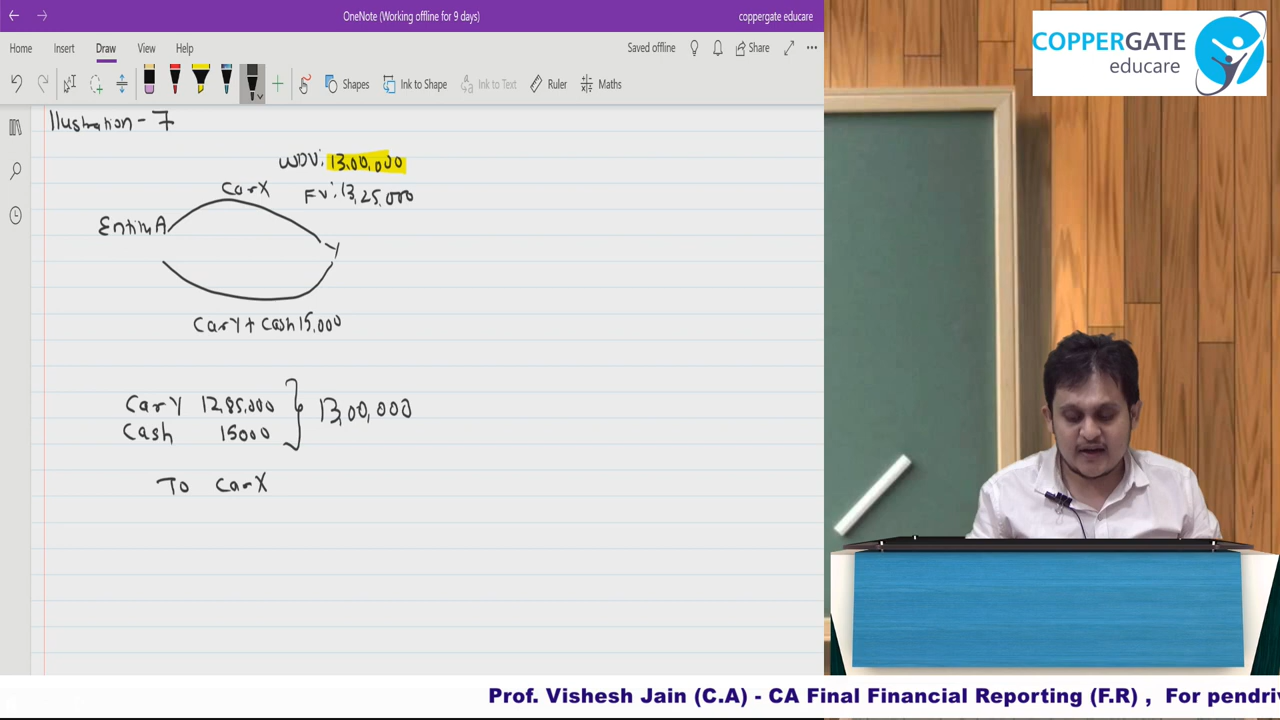 OneNote (Working offline for 9 days)
coppergate educare
Home Insert Draw View Help
Saved offline Share
Shapes Ink to Shape Ink to Text Ruler Maths
COPPERGATE
educare
Illustration - 7
WDV: 13,00,000
FV: 13,25,000
Car X
Entity A
Y
Car Y + Cash 15,000
Car Y 12,85,000
Cash 15000
13,00,000
To Car X
Prof. Vishesh Jain (C.A) - CA Final Financial Reporting (F.R) , For pendri